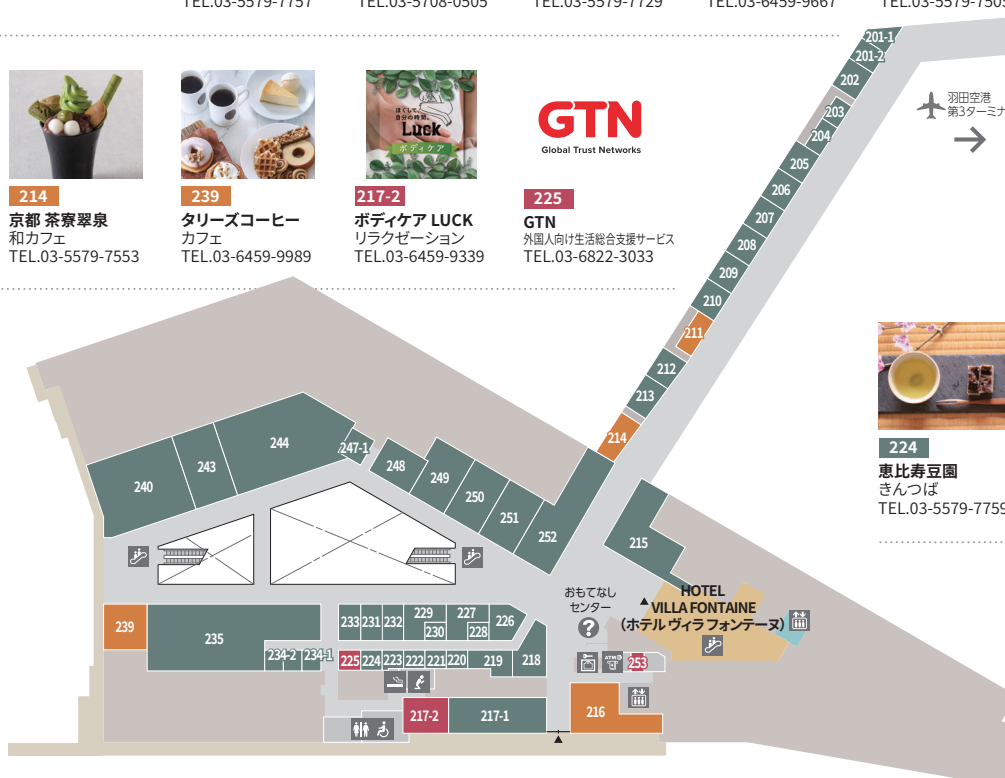 TEL.03-5579-7757
TEL.03-5708-0505
TEL.03-5579-7729
TEL.03-6459-9667
TEL.03-5579-7505
ほぐして、
自分の時間。
Luck
ボディケア
GTN
Global Trust Networks
214
京都 茶寮翠泉
和カフェ
TEL.03-5579-7553
239
タリーズコーヒー
カフェ
TEL.03-6459-9989
217-2
ボディケア LUCK
リラクゼーション
TEL.03-6459-9339
225
GTN
外国人向け生活総合支援サービス
TEL.03-6822-3033
201-1
201-2
202
203
204
205
206
207
208
209
210
211
212
213
214
羽田空港
第3ターミナ
→
224
恵比寿豆園
きんつば
TEL.03-5579-7759
240
243
244
247-1
248
249
250
251
252
215
おもてなし
センター
?
HOTEL
VILLA FONTAINE
(ホテル ヴィラ フォンテーヌ)
239
235
234-2
234-1
233
231
232
229
230
227
228
226
225
224
223
222
221
220
219
218
ATM
253
217-2
217-1
216